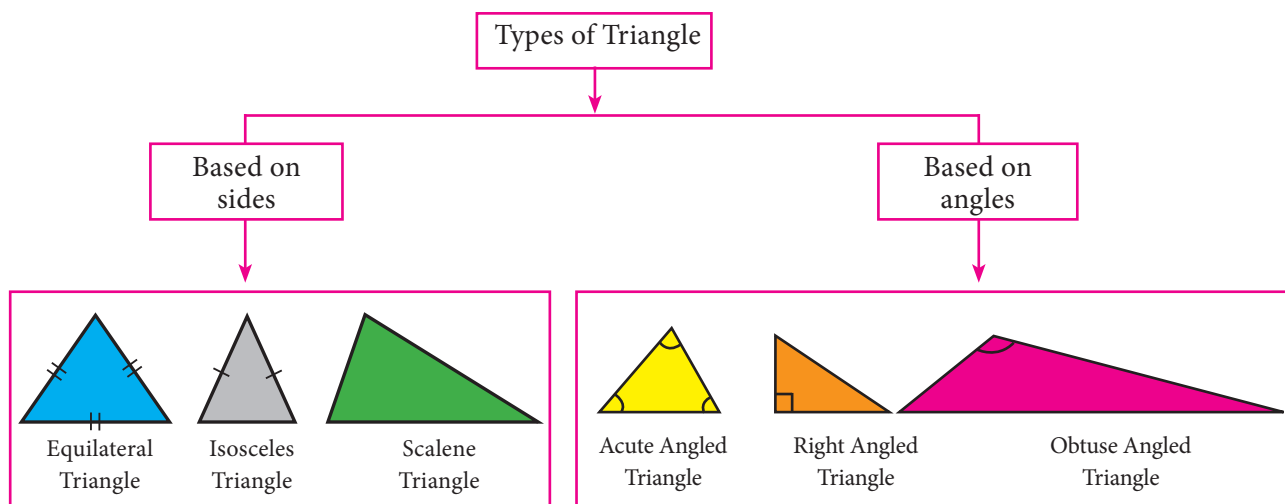 Types of Triangle
Based on
sides
Based on
angles
Equilateral
Triangle
Isosceles
Triangle
Scalene
Triangle
Acute Angled
Triangle
Right Angled
Triangle
Obtuse Angled
Triangle